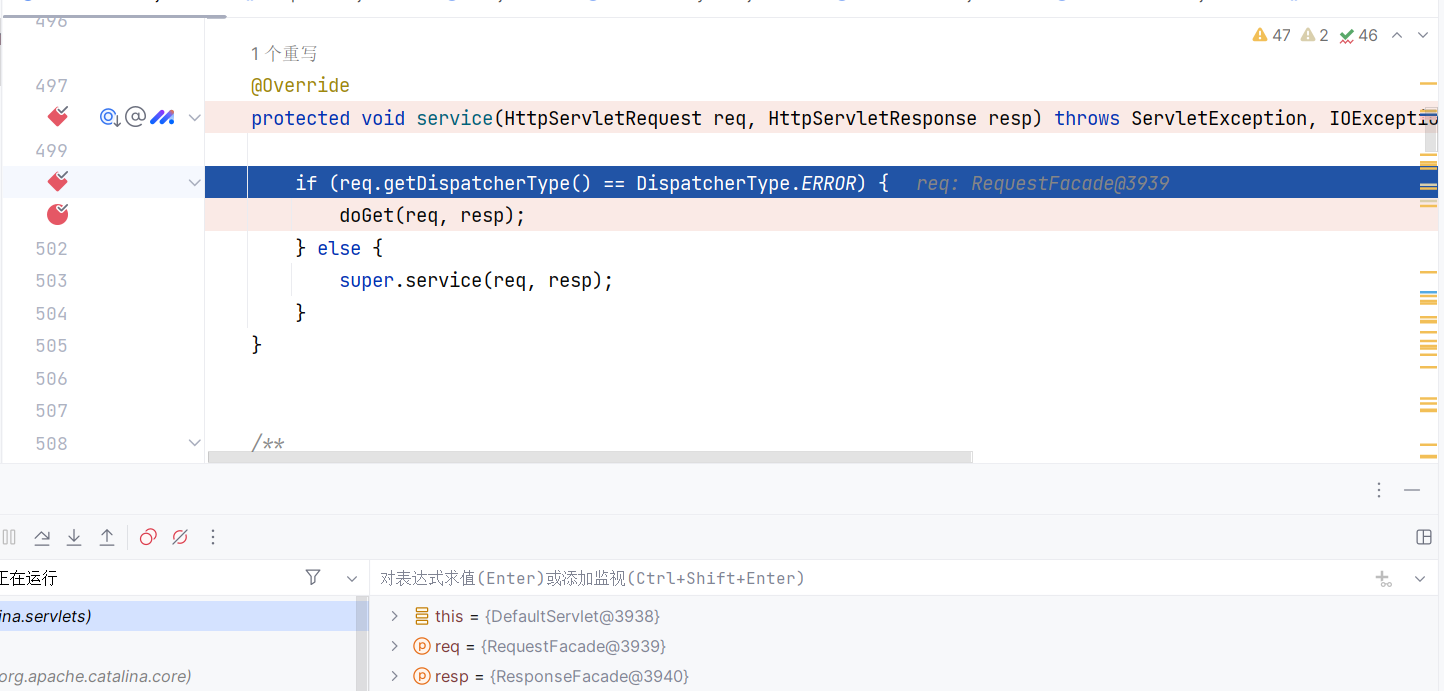 496
47 2 46
1 个重写
497 @Override
protected void service(HttpServletRequest req, HttpServletResponse resp) throws ServletException, IOExceptio
499
if (req.getDispatcherType() == DispatcherType.ERROR) { req: RequestFacade@3939
doGet(req, resp);
502 } else {
503 super.service(req, resp);
504 }
505 }
506
507
508 /**
正在运行
对表达式求值(Enter)或添加监视(Ctrl+Shift+Enter)
ina.servlets)
this = {DefaultServlet@3938}
req = {RequestFacade@3939}
org.apache.catalina.core)
resp = {ResponseFacade@3940}